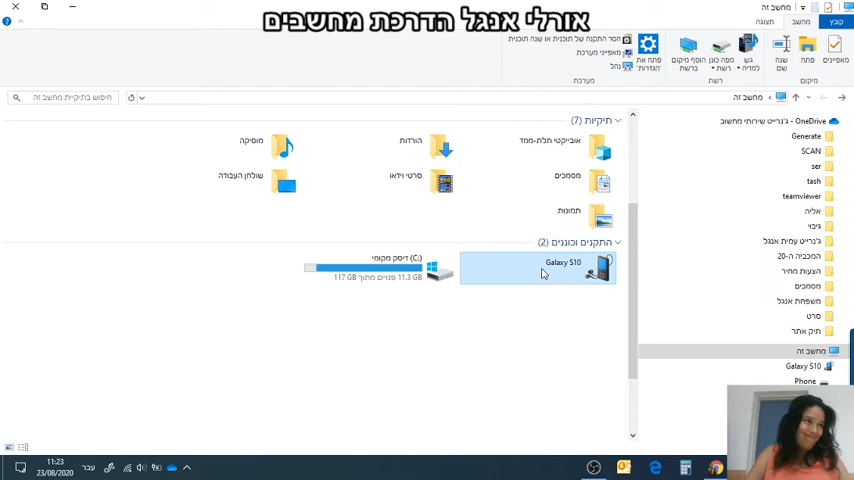 אורלי אנגל הדרכת מחשבים
מחשב זה
קובץ
מחשב
תצוגה
מאפיינים
פתח
שנה שם
מיקום
גש למדיה
מפה כונן רשת
הוסף מיקום ברשת
רשת
פתח את 'הגדרות'
הסר התקנה של תוכנית או שנה תוכנית
מאפייני מערכת
נהל
מערכת
מחשב זה
חיפוש בתיקיית מחשב זה
OneDrive - ג'נרייט שירותי מחשוב
Generate
SCAN
ser
tash
teamviewer
אליה
גיבוי
ג'נרייט עמית אנגל
המכביה ה-20
הצעות מחיר
מסמכים
משפחת אנגל
סרט
תיק אתר
מחשב זה
Galaxy S10
Phone
תיקיות (7)
אובייקטי תלת-ממד
הורדות
מוסיקה
מסמכים
סרטי וידאו
שולחן העבודה
תמונות
התקנים וכוננים (2)
Galaxy S10
דיסק מקומי (C:)
11.3 GB פנויים מתוך 117 GB
עבר
11:23
23/08/2020